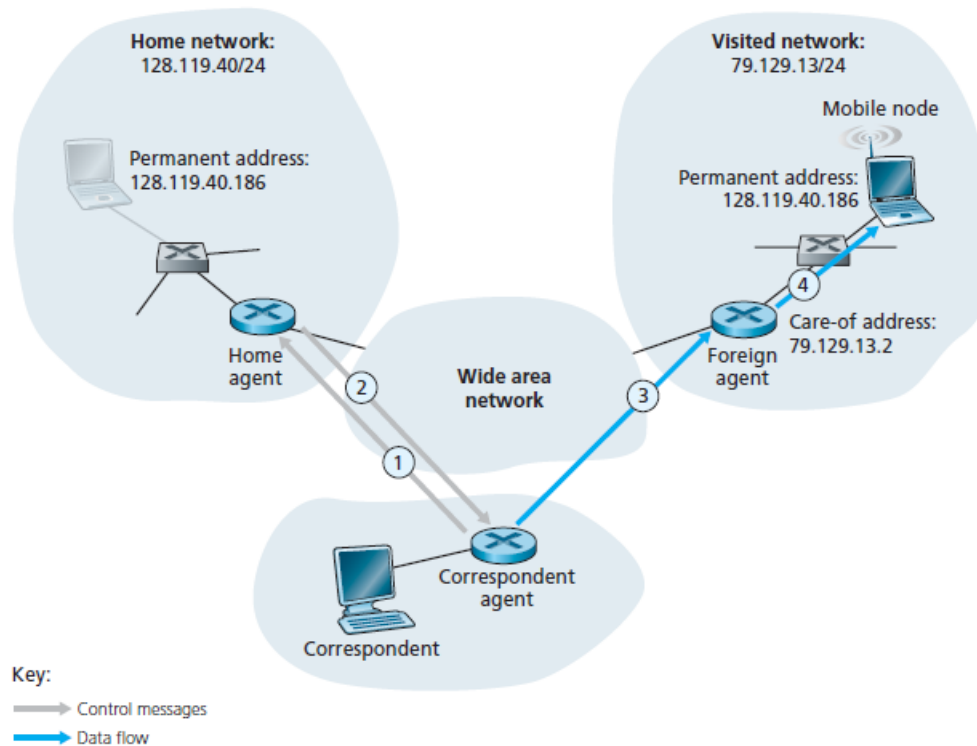 Home network:
128.119.40/24
Visited network:
79.129.13/24
Mobile node
Permanent address:
128.119.40.186
Permanent address:
128.119.40.186
4
Care-of address:
79.129.13.2
Home
agent
Foreign
agent
Wide area
network
2
3
1
Correspondent
agent
Correspondent
Key:
Control messages
Data flow